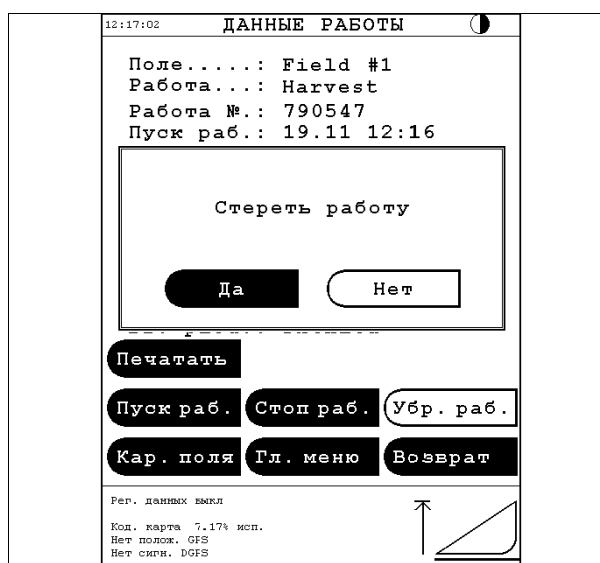 12:17:02 ДАННЫЕ РАБОТЫ
Поле.....: Field #1
Работа...: Harvest
Работа №.: 790547
Пуск раб.: 19.11 12:16
Стереть работу
Да Нет
Печатать
Пуск раб. Стоп раб. Убр. раб.
Кар. поля Гл. меню Возврат
Рег. данных выкл
Код. карта 7.17% исп.
Нет полож. GPS
Нет сигн. DGPS